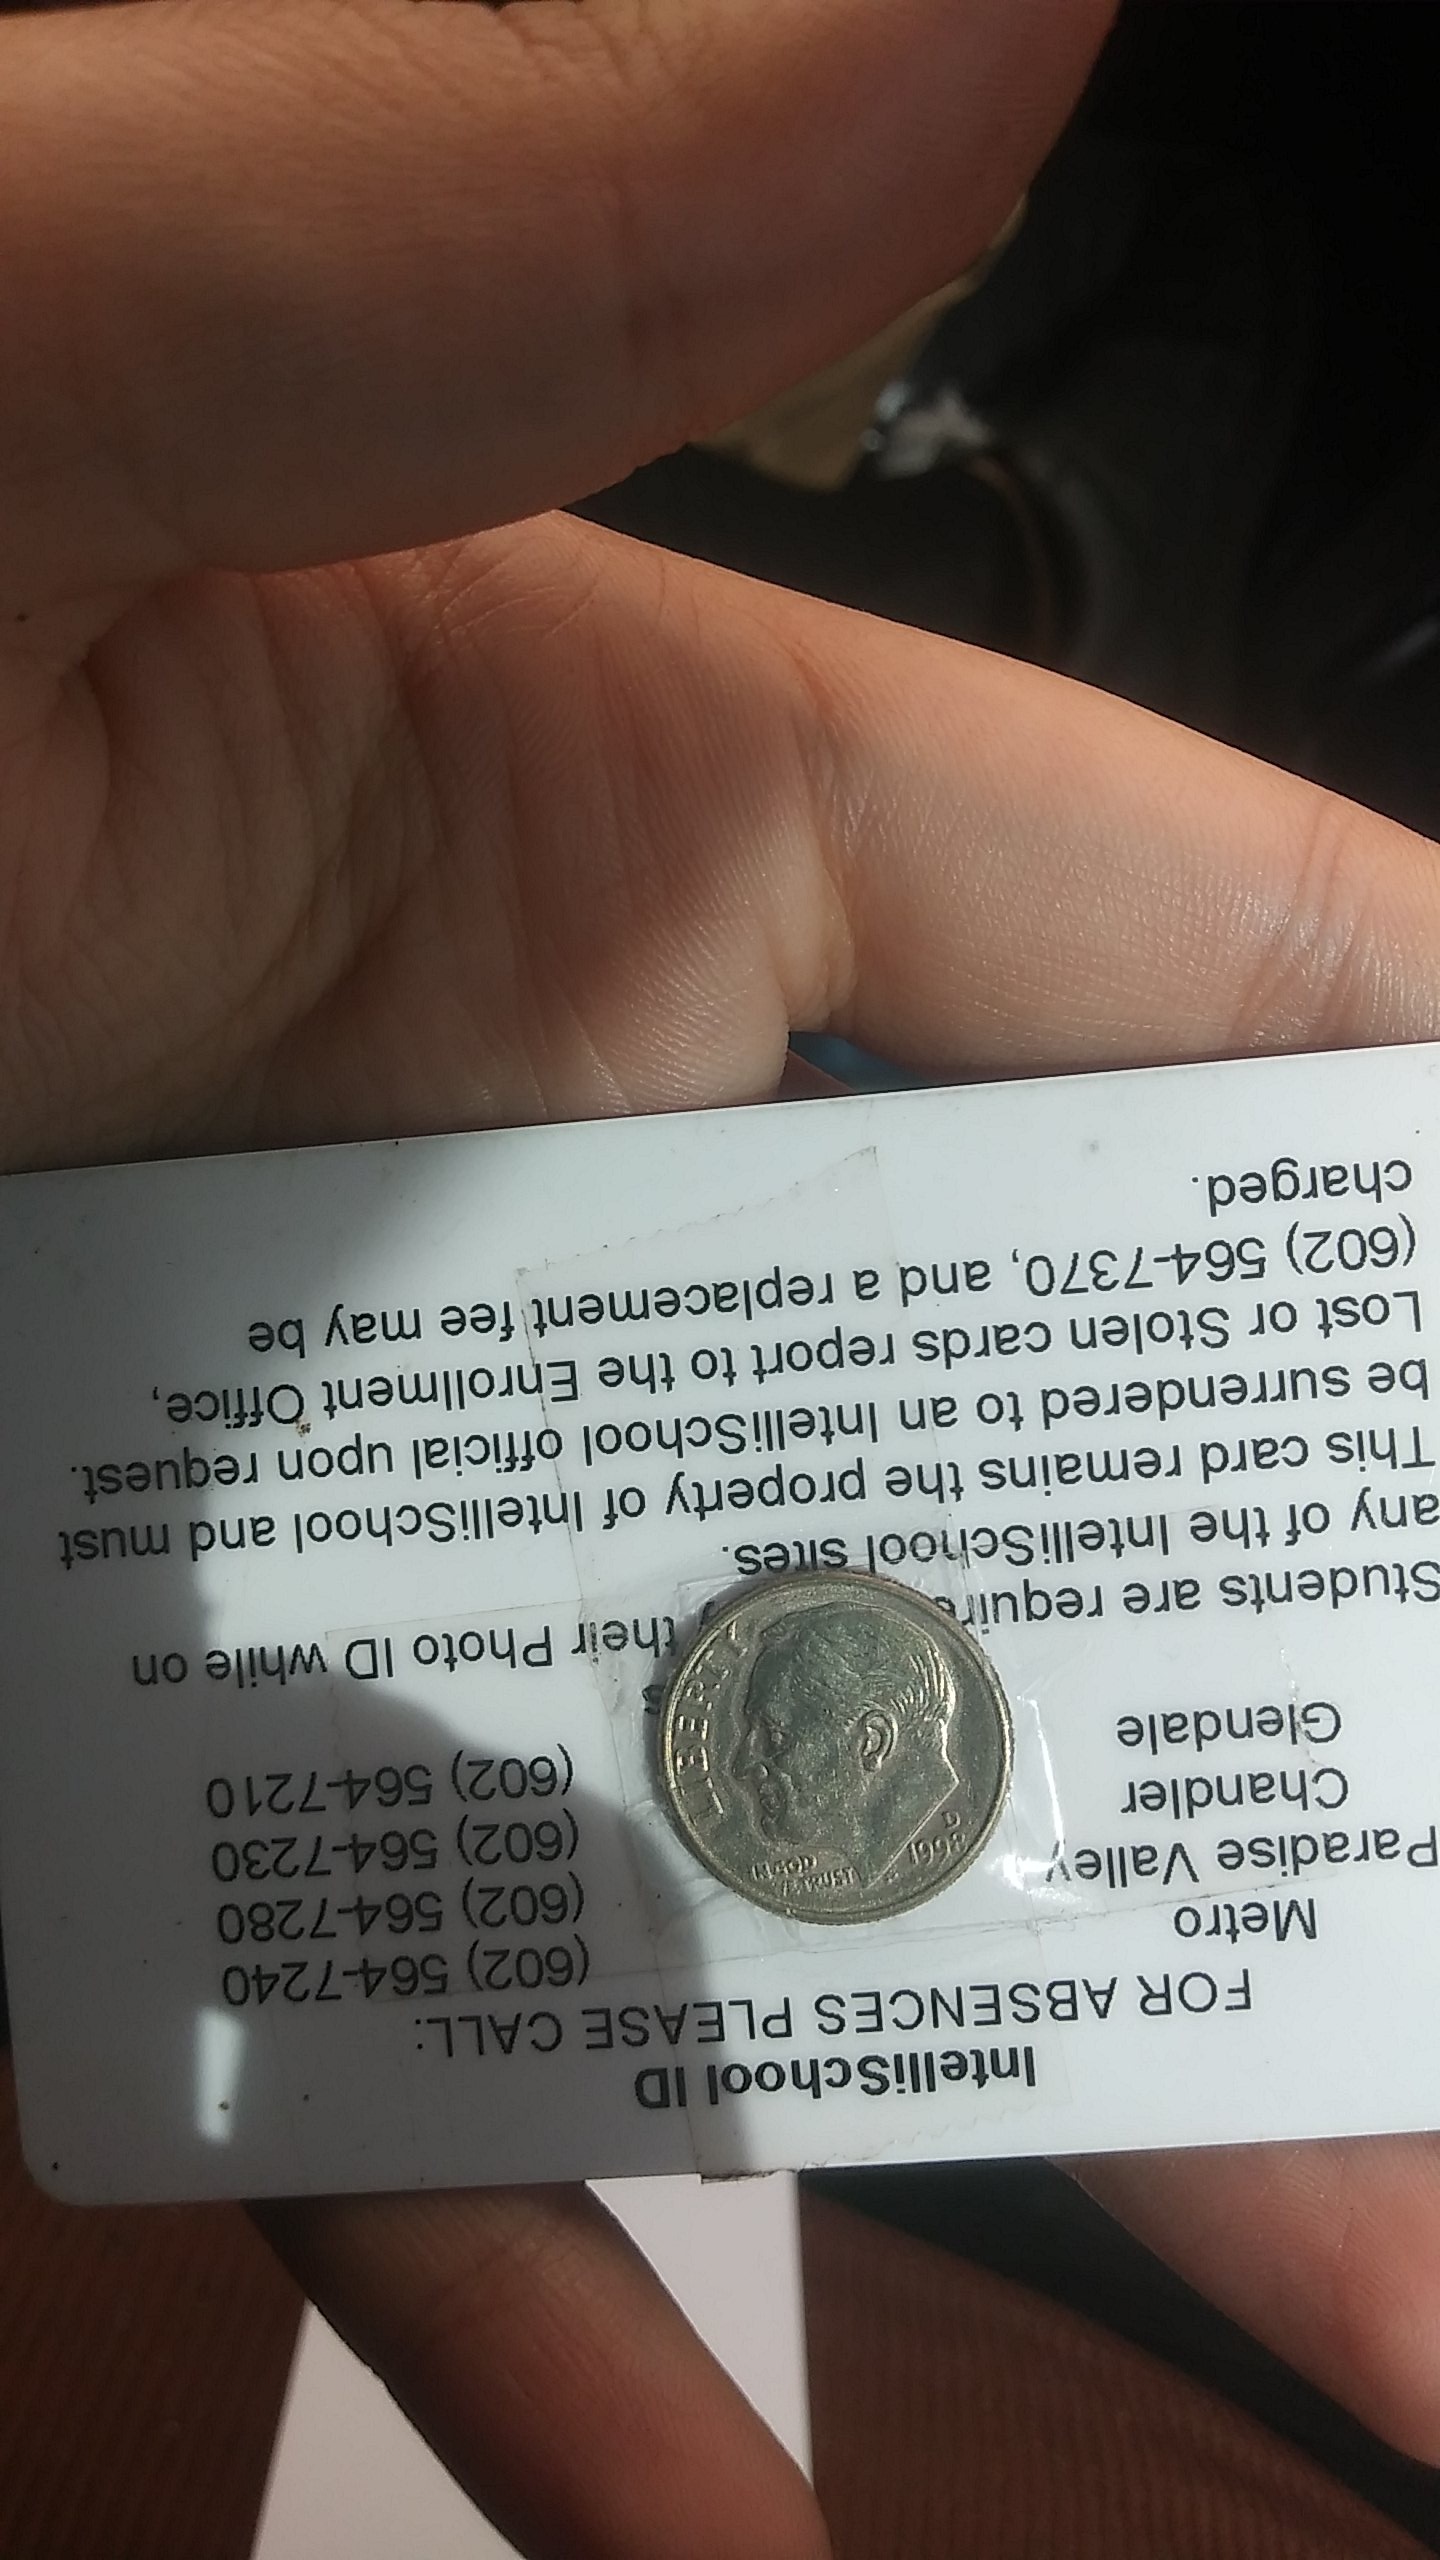 IntelliSchool ID
FOR ABSENCES PLEASE CALL:
Metro (602) 564-7240
Paradise Valley (602) 564-7280
Chandler (602) 564-7230
Glendale (602) 564-7210
Students are their Photo ID while on
any of the IntelliSchool sites.
This card remains the property of IntelliSchool and must
be surrendered to an IntelliSchool official upon request.
Lost or Stolen cards report to the Enrollment Office,
(602) 564-7370, and a replacement fee may be
charged.
LIBERTY
IN GOD
WE TRUST
1998
D